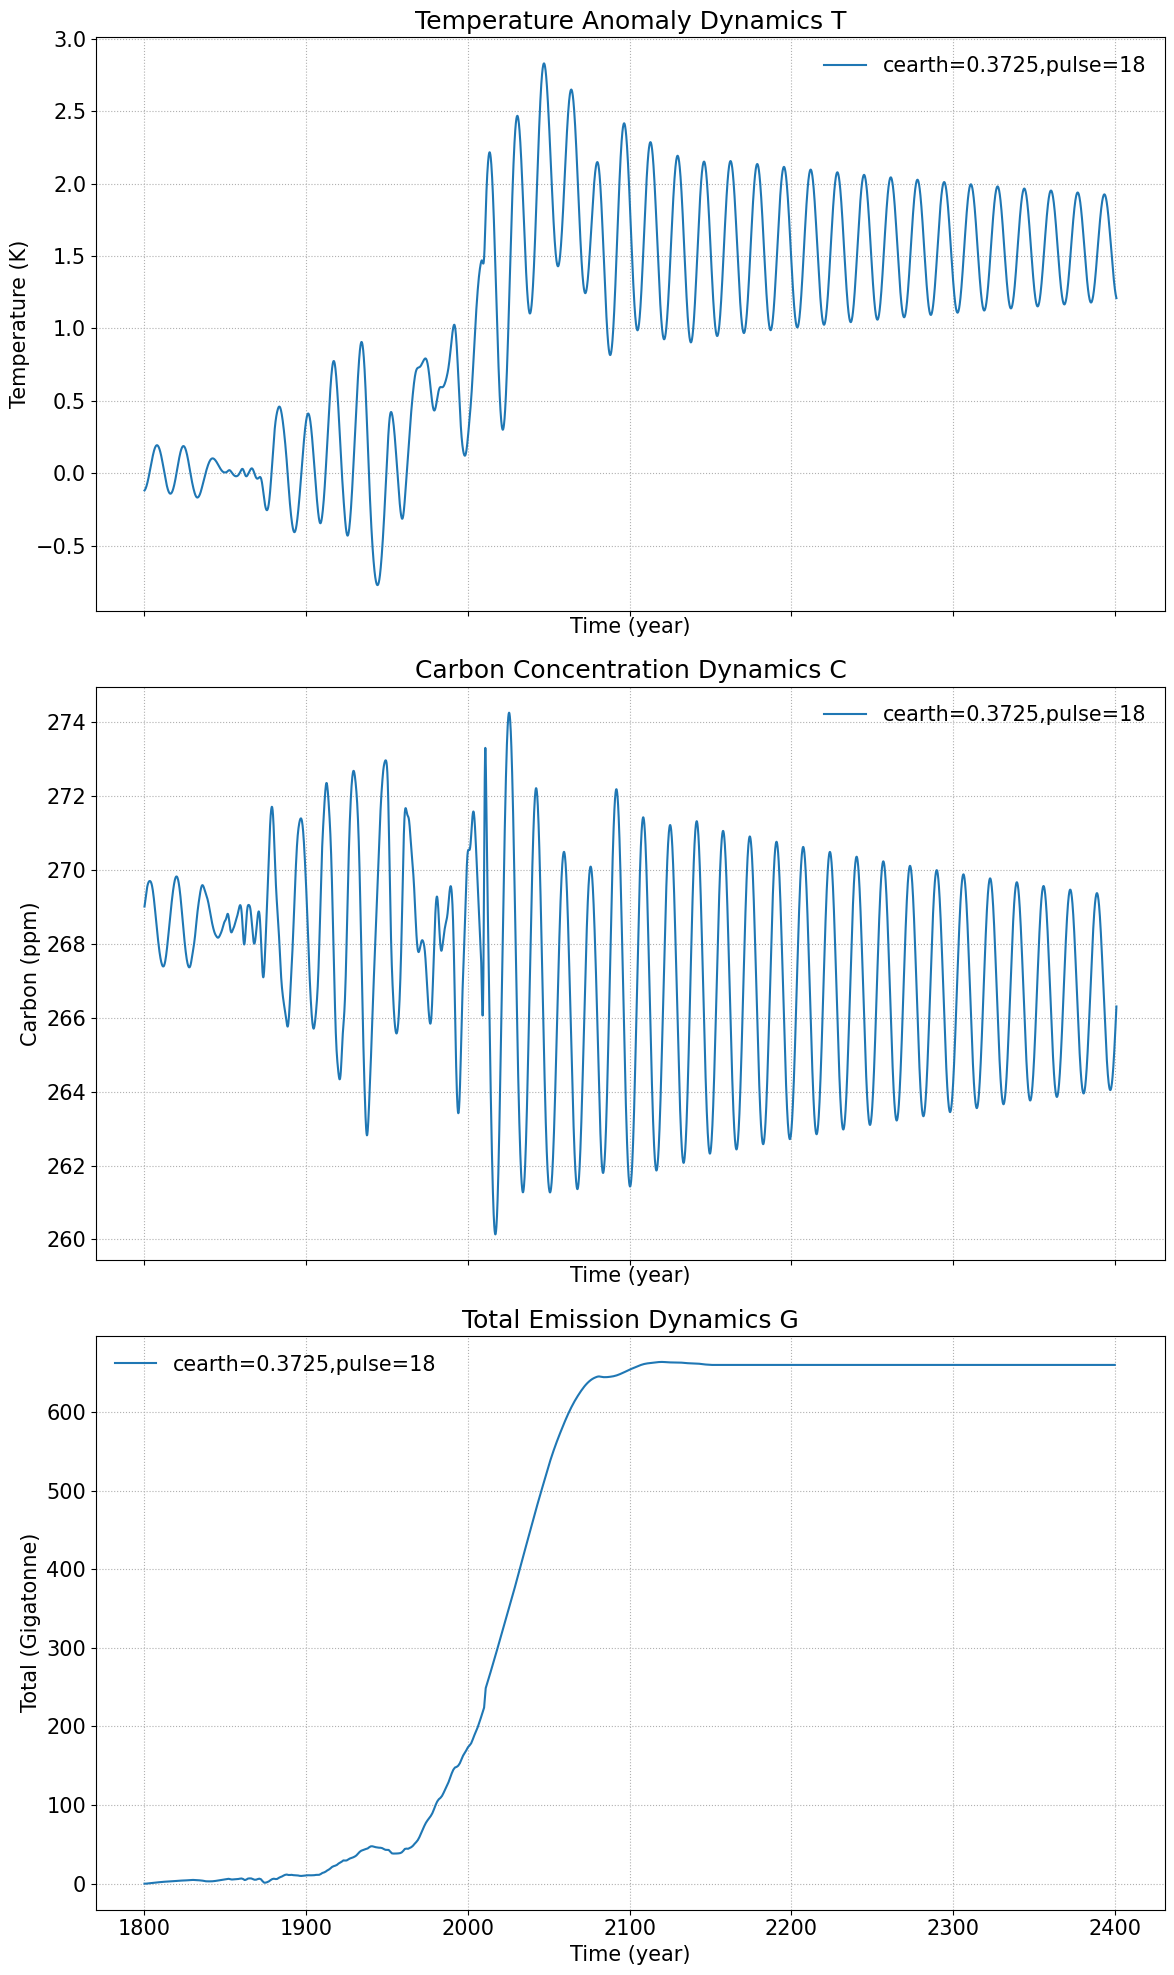 Temperature Anomaly Dynamics T
cearth=0.3725,pulse=18
3.0
2.5
2.0
1.5
1.0
0.5
0.0
−0.5
Temperature (K)
Time (year)
Carbon Concentration Dynamics C
cearth=0.3725,pulse=18
274
272
270
268
266
264
262
260
Carbon (ppm)
Time (year)
Total Emission Dynamics G
cearth=0.3725,pulse=18
600
500
400
300
200
100
0
Total (Gigatonne)
1800 1900 2000 2100 2200 2300 2400
Time (year)